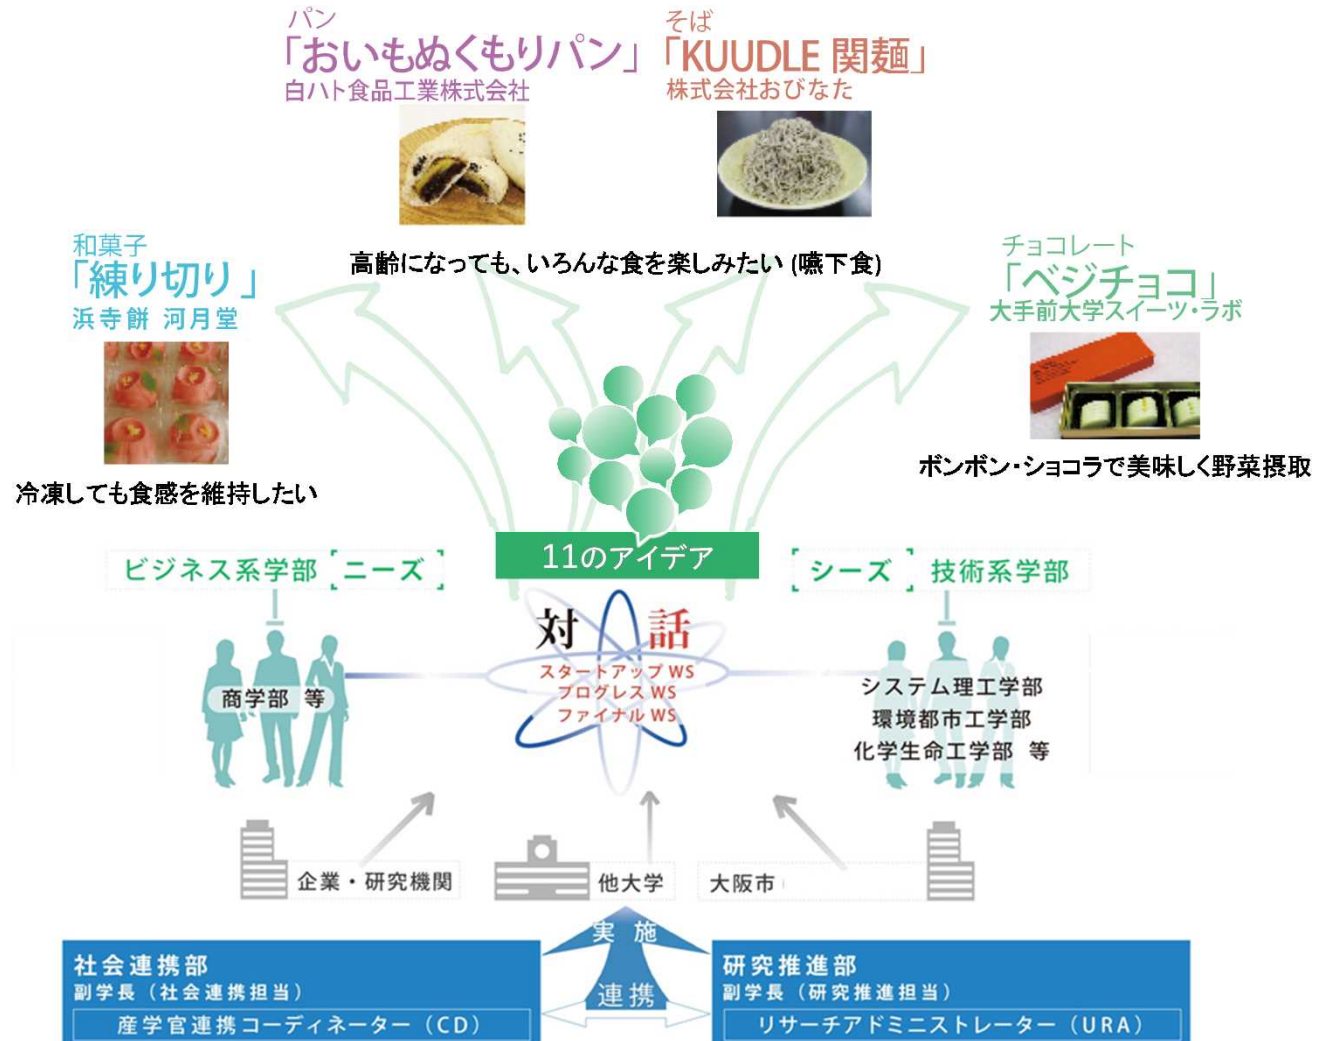 パン
「おいもぬくもりパン」
白ハト食品工業株式会社
そば
「KUUDLE 関麺」
株式会社おびなた
高齢になっても、いろんな食を楽しみたい (嚥下食)
和菓子
「練り切り」
浜寺餅 河月堂
冷凍しても食感を維持したい
チョコレート
「ベジチョコ」
大手前大学スイーツ・ラボ
ボンボン・ショコラで美味しく野菜摂取
11のアイデア
ビジネス系学部［ニーズ］
［シーズ］技術系学部
対話
スタートアップ WS
プログレス WS
ファイナル WS
商学部 等
システム理工学部
環境都市工学部
化学生命工学部 等
企業・研究機関
他大学
大阪市
実施
連携
社会連携部
副学長（社会連携担当）
産学官連携コーディネーター（CD）
研究推進部
副学長（研究推進担当）
リサーチアドミニストレーター（URA）